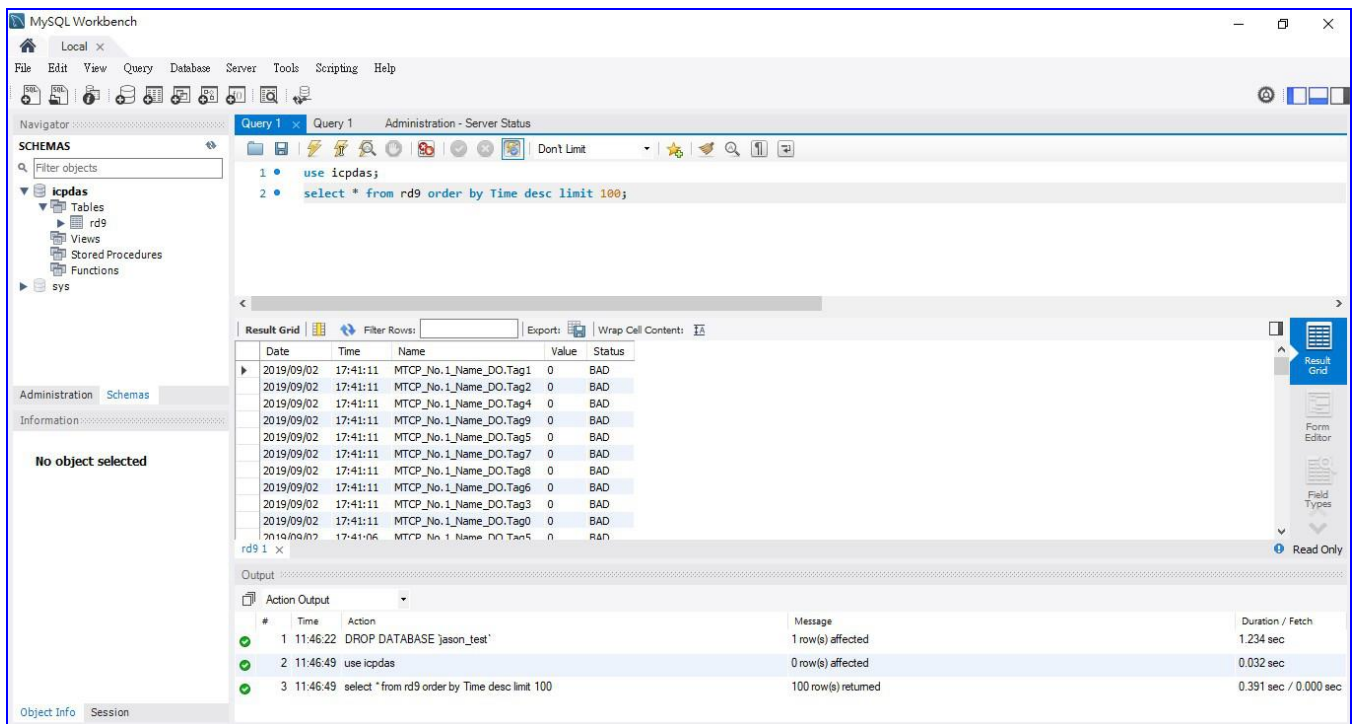 MySQL Workbench
Local
File Edit View Query Database Server Tools Scripting Help
Navigator
SCHEMAS
Filter objects
icpdas
Tables
rd9
Views
Stored Procedures
Functions
sys
Administration Schemas
Information
No object selected
Object Info Session
Query 1 Query 1 Administration - Server Status
Don't Limit
1 use icpdas;
2 select * from rd9 order by Time desc limit 100;
Result Grid Filter Rows: Export: Wrap Cell Content:
Date Time Name Value Status
2019/09/02 17:41:11 MTCP_No.1_Name_DO.Tag1 0 BAD
2019/09/02 17:41:11 MTCP_No.1_Name_DO.Tag2 0 BAD
2019/09/02 17:41:11 MTCP_No.1_Name_DO.Tag4 0 BAD
2019/09/02 17:41:11 MTCP_No.1_Name_DO.Tag9 0 BAD
2019/09/02 17:41:11 MTCP_No.1_Name_DO.Tag5 0 BAD
2019/09/02 17:41:11 MTCP_No.1_Name_DO.Tag7 0 BAD
2019/09/02 17:41:11 MTCP_No.1_Name_DO.Tag8 0 BAD
2019/09/02 17:41:11 MTCP_No.1_Name_DO.Tag6 0 BAD
2019/09/02 17:41:11 MTCP_No.1_Name_DO.Tag3 0 BAD
2019/09/02 17:41:11 MTCP_No.1_Name_DO.Tag0 0 BAD
2019/09/02 17:41:06 MTCP_No.1_Name_DO.Tag5 0 BAD
Result
Grid
Form
Editor
Field
Types
rd9 1 Read Only
Output
Action Output
# Time Action Message Duration / Fetch
1 11:46:22 DROP DATABASE `jason_test` 1 row(s) affected 1.234 sec
2 11:46:49 use icpdas 0 row(s) affected 0.032 sec
3 11:46:49 select * from rd9 order by Time desc limit 100 100 row(s) returned 0.391 sec / 0.000 sec